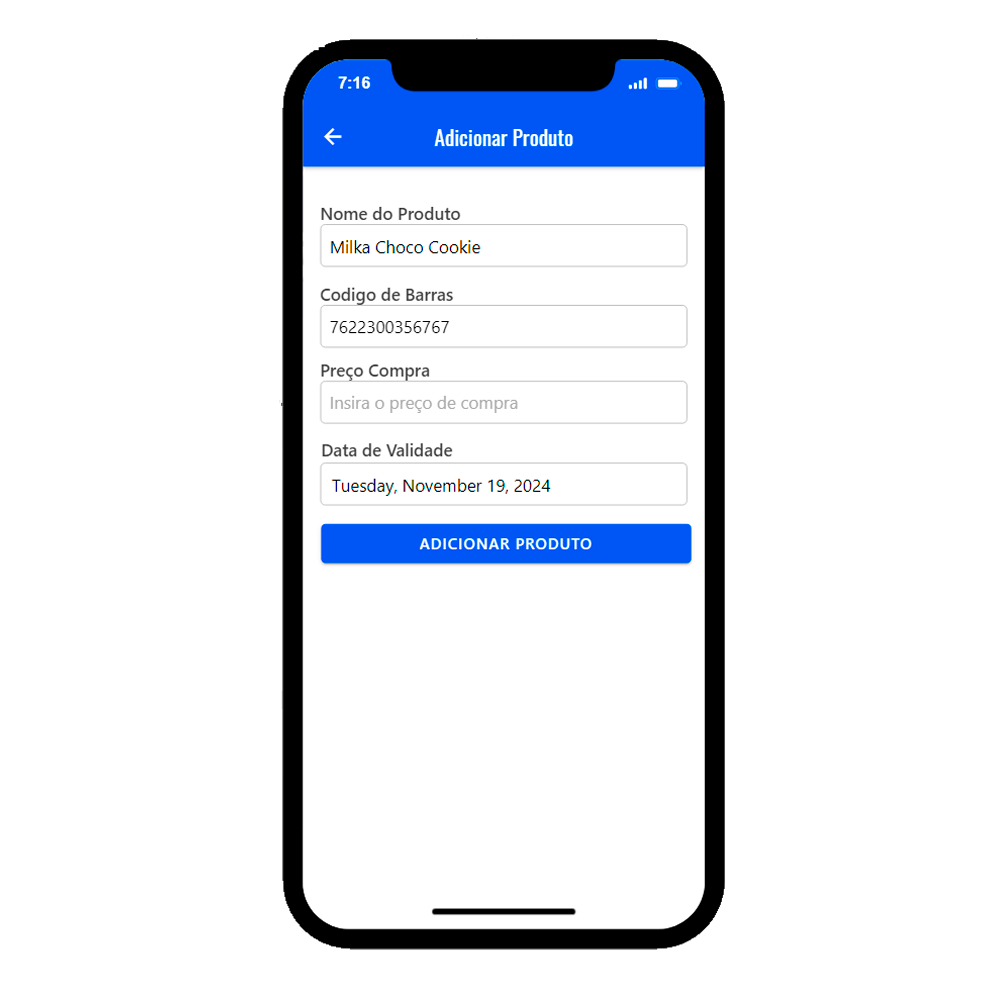 7:16
Adicionar Produto
Nome do Produto
Milka Choco Cookie
Codigo de Barras
7622300356767
Preço Compra
Insira o preço de compra
Data de Validade
Tuesday, November 19, 2024
ADICIONAR PRODUTO